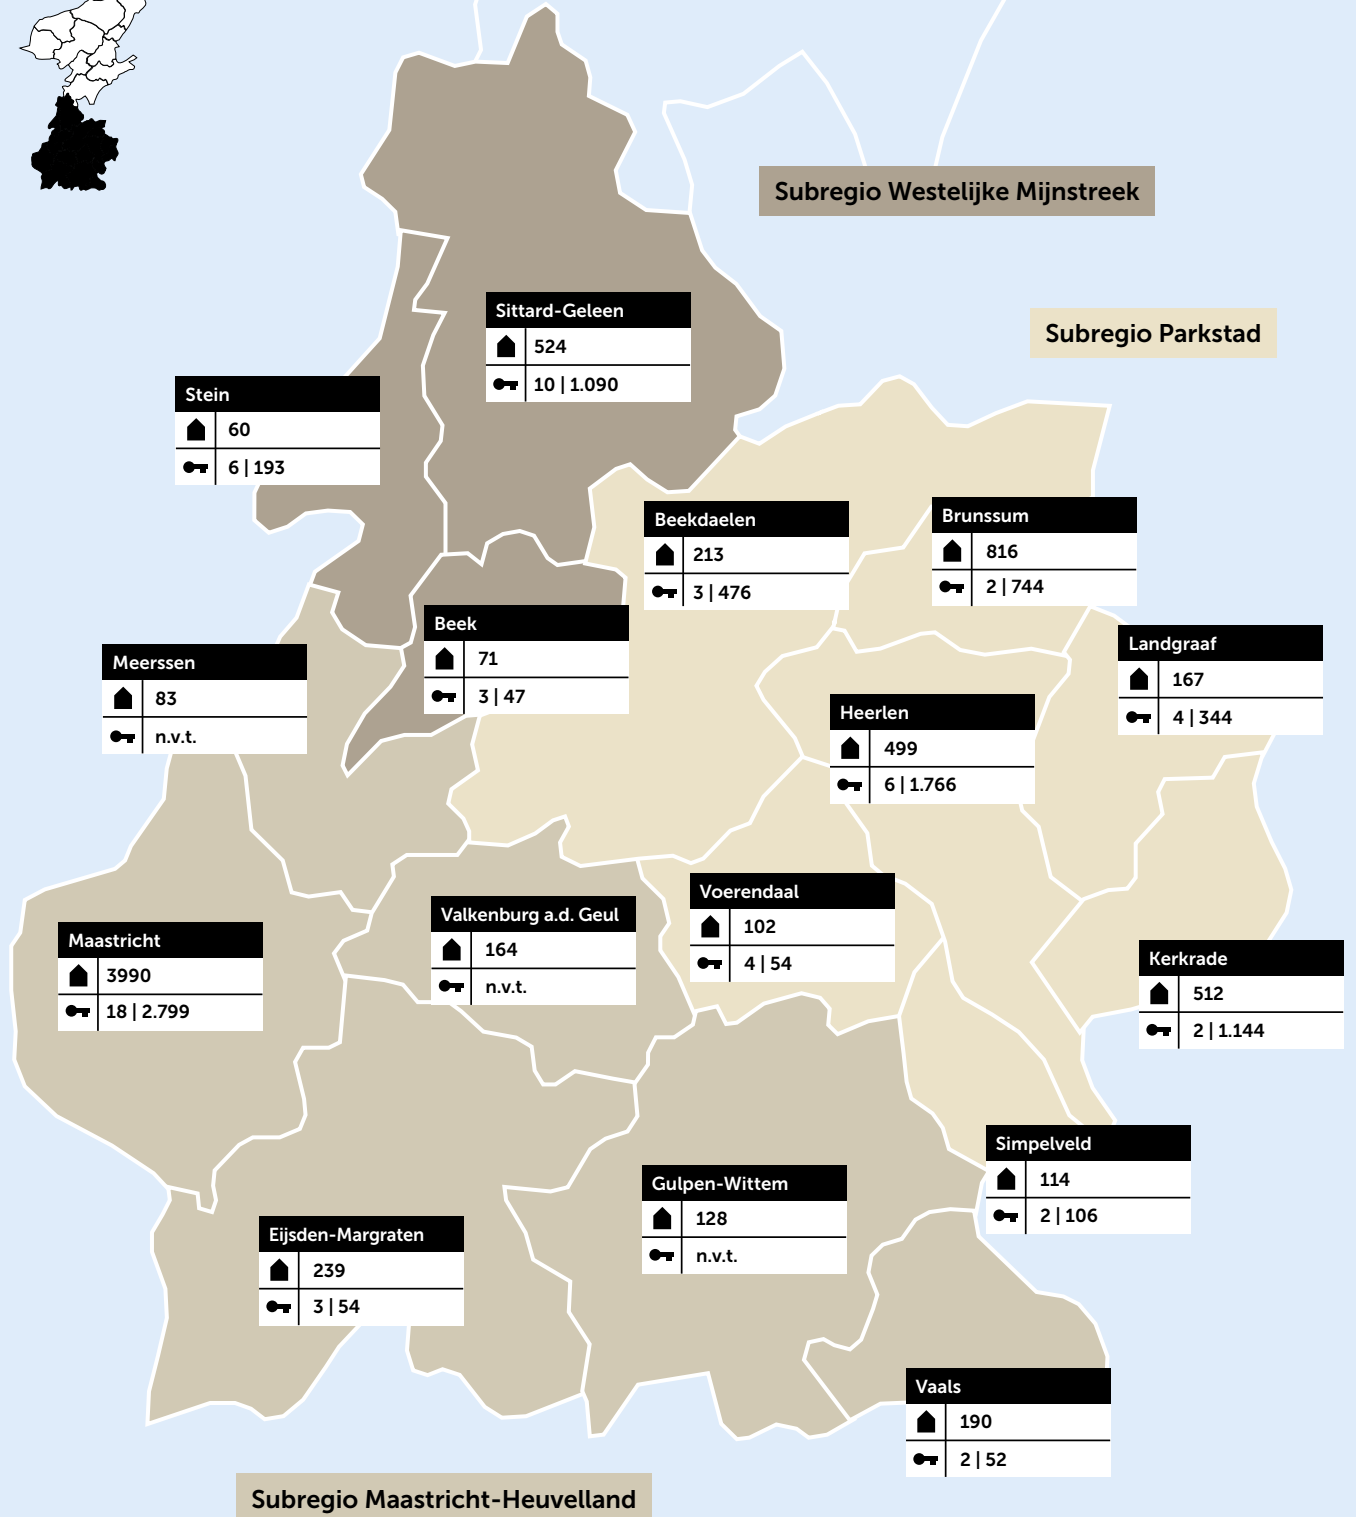 Subregio Westelijke Mijnstreek
Sittard-Geleen
524
10 | 1.090
Subregio Parkstad
Stein
60
6 | 193
Beekdaelen
213
3 | 476
Brunssum
816
2 | 744
Beek
71
3 | 47
Landgraaf
167
4 | 344
Meerssen
83
n.v.t.
Heerlen
499
6 | 1.766
Voerendaal
102
4 | 54
Valkenburg a.d. Geul
164
n.v.t.
Maastricht
3990
18 | 2.799
Kerkrade
512
2 | 1.144
Simpelveld
114
2 | 106
Gulpen-Wittem
128
n.v.t.
Eijsden-Margraten
239
3 | 54
Vaals
190
2 | 52
Subregio Maastricht-Heuvelland